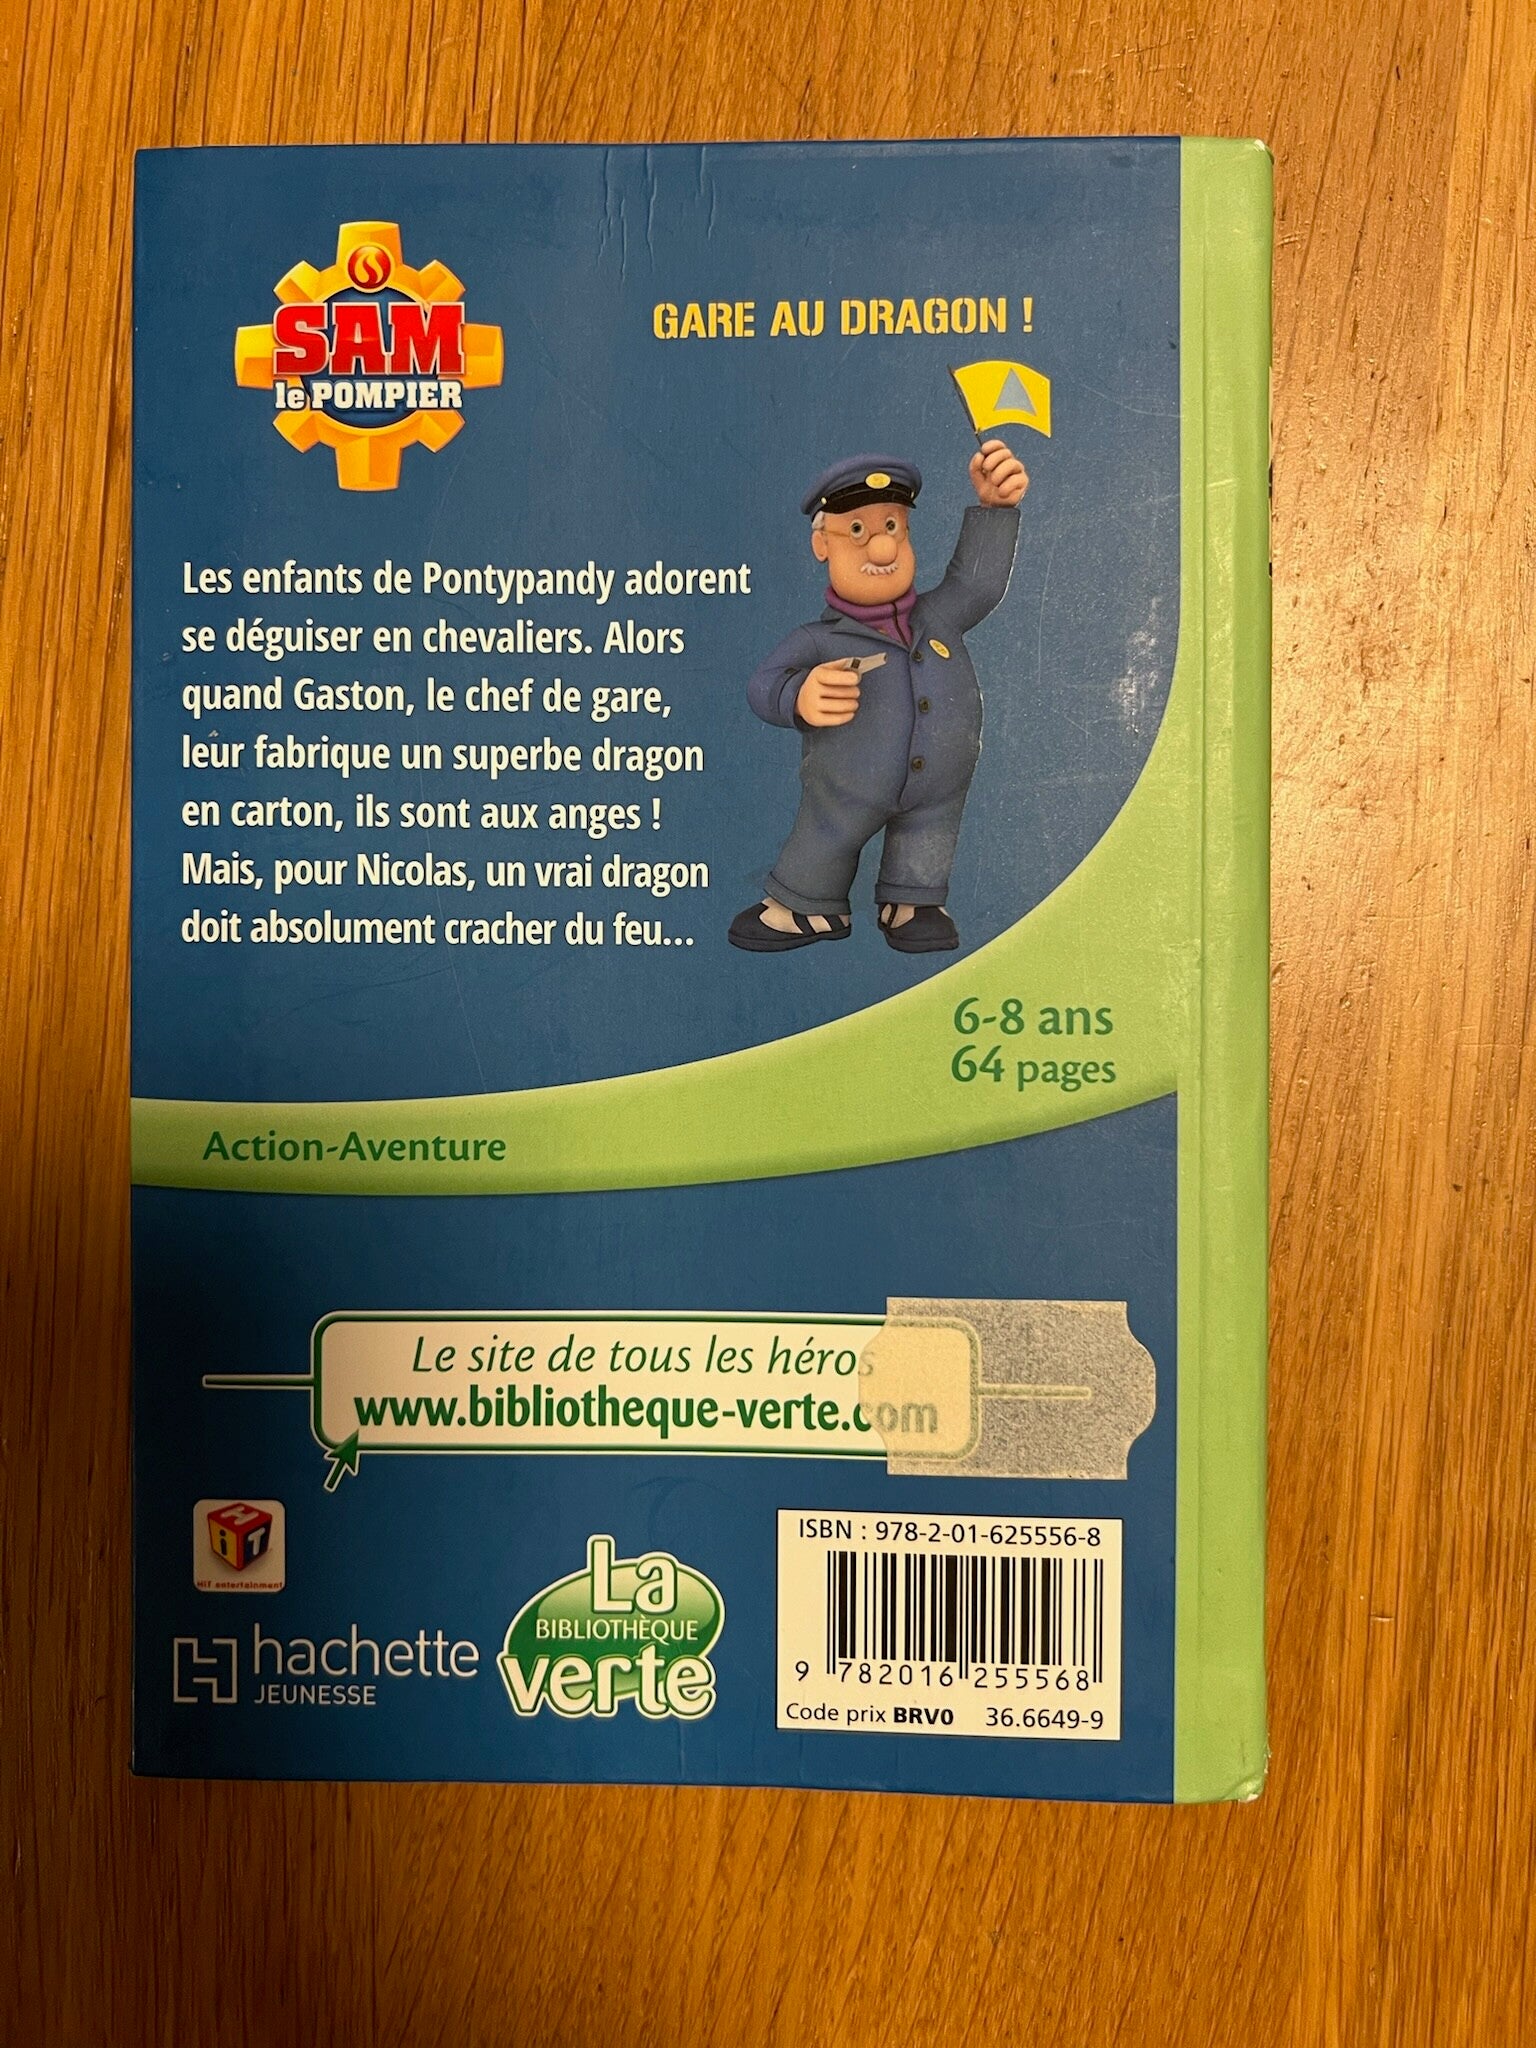 SAM
le POMPIER
GARE AU DRAGON !
Les enfants de Pontypandy adorent
se déguiser en chevaliers. Alors
quand Gaston, le chef de gare,
leur fabrique un superbe dragon
en carton, ils sont aux anges !
Mais, pour Nicolas, un vrai dragon
doit absolument cracher du feu...
6-8 ans
64 pages
Action-Aventure
Le site de tous les héros
www.bibliotheque-verte.com
HiT
HiT entertainment
hachette
JEUNESSE
La
BIBLIOTHÈQUE
verte
ISBN : 978-2-01-625556-8
9 782016 255568
Code prix BRV0 36.6649-9